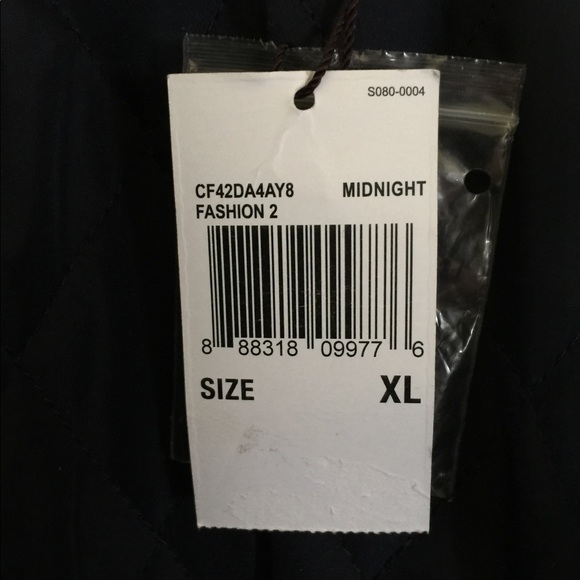 S080-0004
CF42DA4AY8 MIDNIGHT
FASHION 2
8 88318 09977 6
SIZE XL